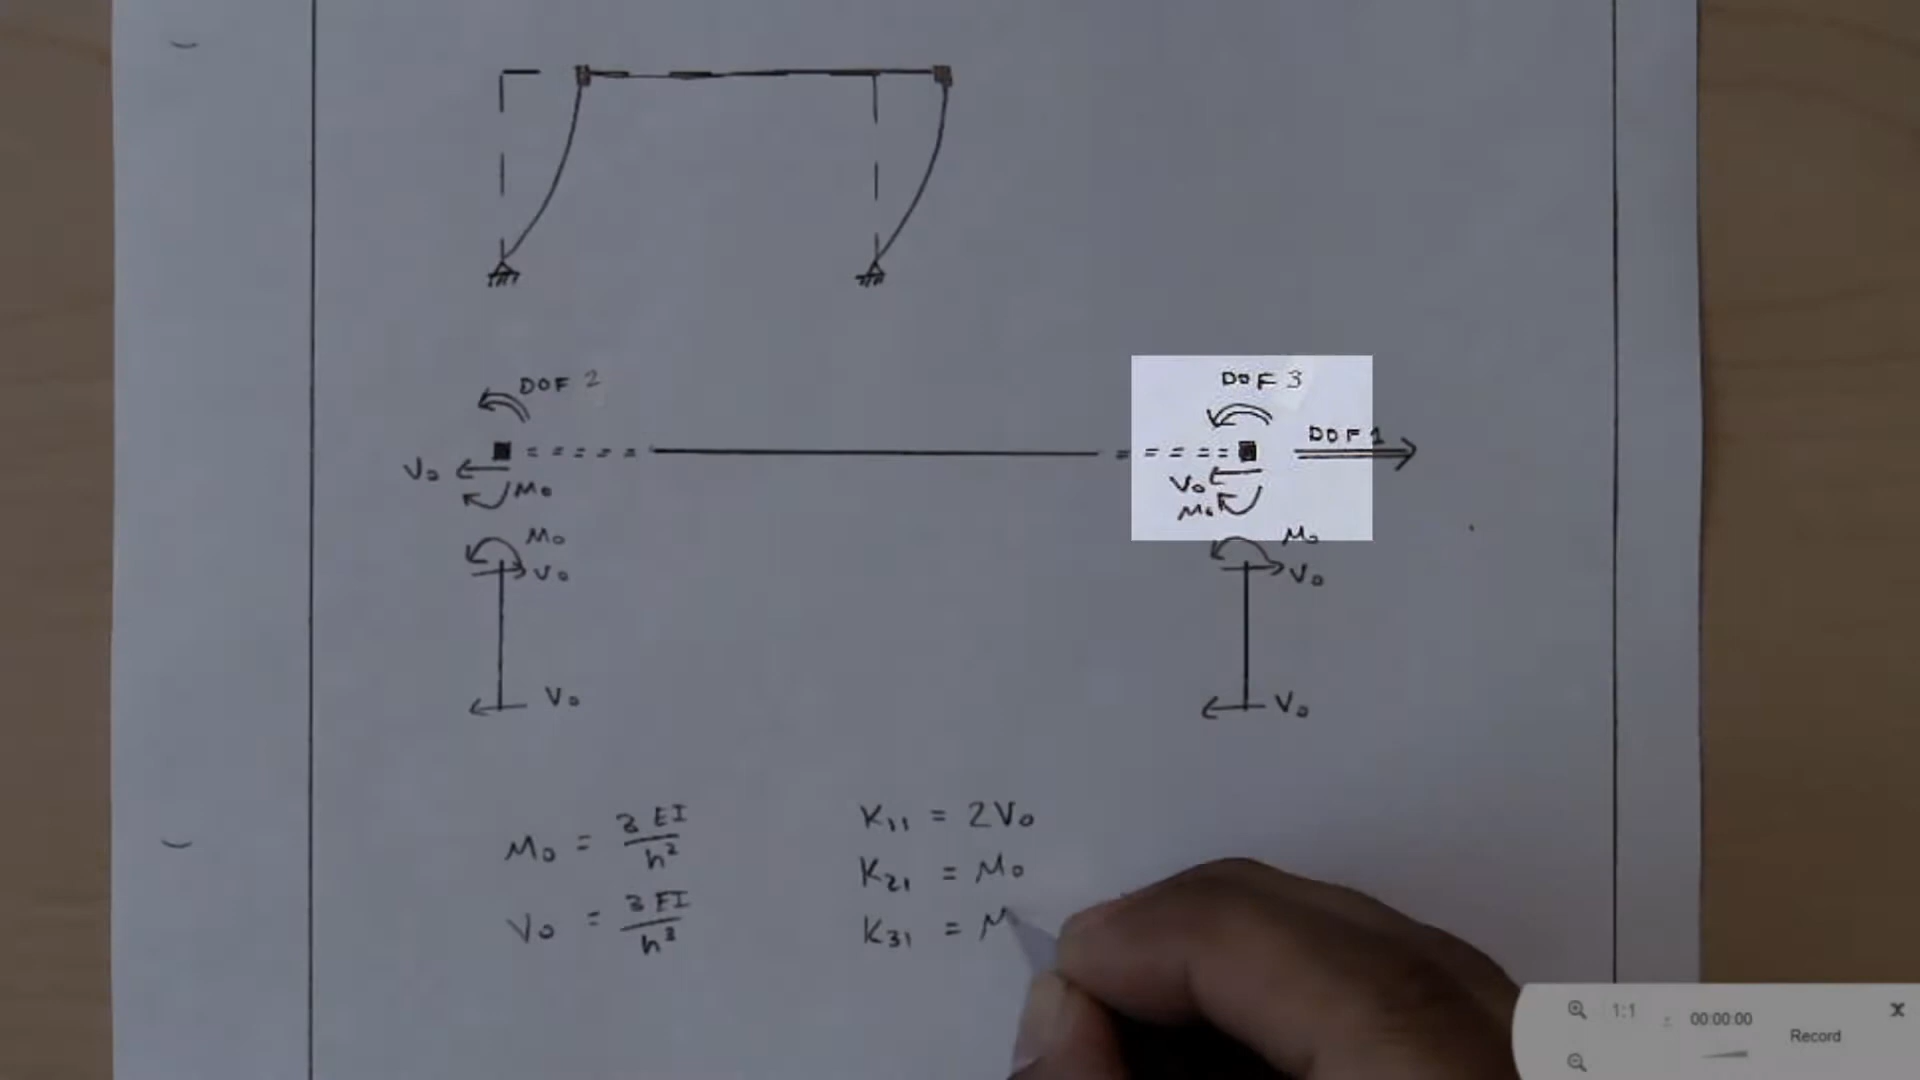 DOF 2
DOF 3
DOF 1
V₀
M₀
V₀
M₀
M₀
V₀
M₀
V₀
V₀
V₀
M₀ = 3EI/h²
V₀ = 3EI/h³
K₁₁ = 2V₀
K₂₁ = M₀
K₃₁ = M
1:1
00:00:00
Record
x